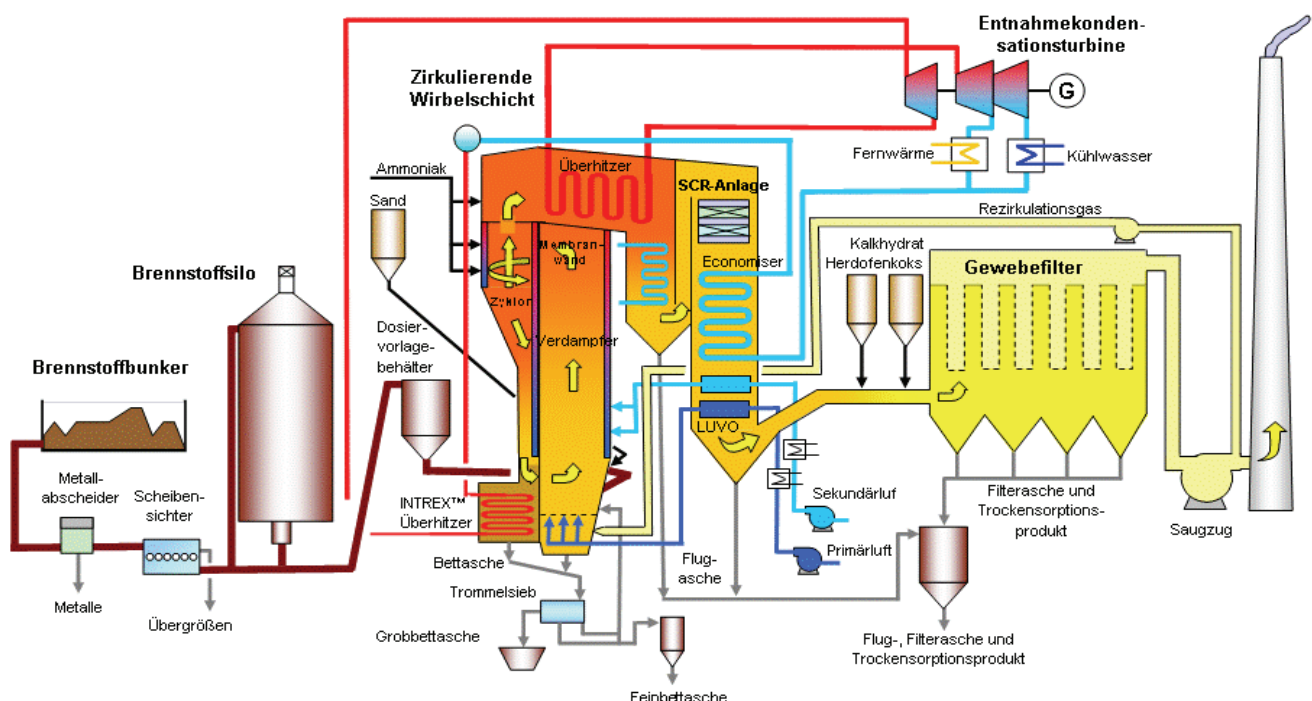 Entnahmekonden-
sationsturbine
Zirkulierende
Wirbelschicht
G
Fernwärme
Kühlwasser
Ammoniak
Überhitzer
SCR-Anlage
Sand
Rezirkulationsgas
Membran-
wand
Kalkhydrat
Herdofenkoks
Economiser
Gewebefilter
Brennstoffsilo
Zyklon
Dosier-
vorlage-
behälter
Verdampfer
Brennstoffbunker
LUVO
Metall-
abscheider
Scheiben-
sichter
INTREX™
Überhitzer
Sekundärluf
Filterasche und
Trockensorptions-
produkt
Saugzug
Primärluft
Bettasche
Flug-
asche
Trommelsieb
Metalle
Übergrößen
Grobbettasche
Flug-, Filterasche und
Trockensorptionsprodukt
Feinbettasche